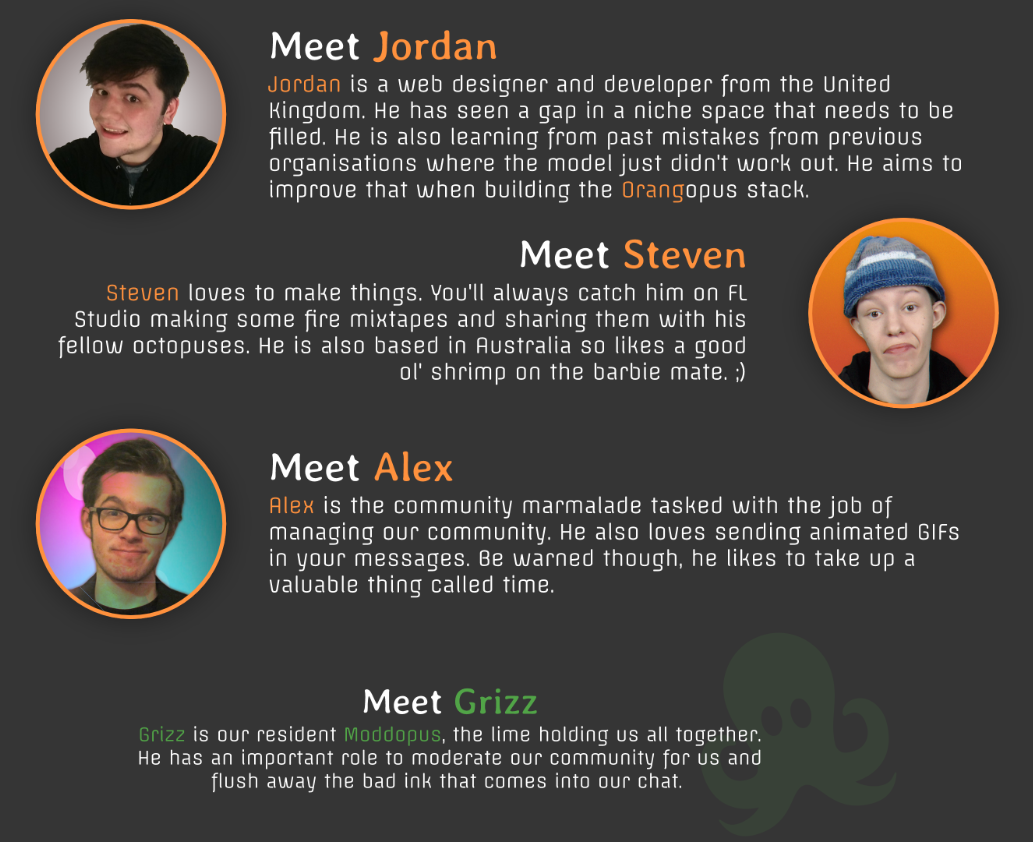 Meet Jordan
Jordan is a web designer and developer from the United
Kingdom. He has seen a gap in a niche space that needs to be
filled. He is also learning from past mistakes from previous
organisations where the model just didn't work out. He aims to
improve that when building the Orangopus stack.
Meet Steven
Steven loves to make things. You'll always catch him on FL
Studio making some fire mixtapes and sharing them with his
fellow octopuses. He is also based in Australia so likes a good
ol' shrimp on the barbie mate. ;)
Meet Alex
Alex is the community marmalade tasked with the job of
managing our community. He also loves sending animated GIFs
in your messages. Be warned though, he likes to take up a
valuable thing called time.
Meet Grizz
Grizz is our resident Moddopus, the lime holding us all together.
He has an important role to moderate our community for us and
flush away the bad ink that comes into our chat.